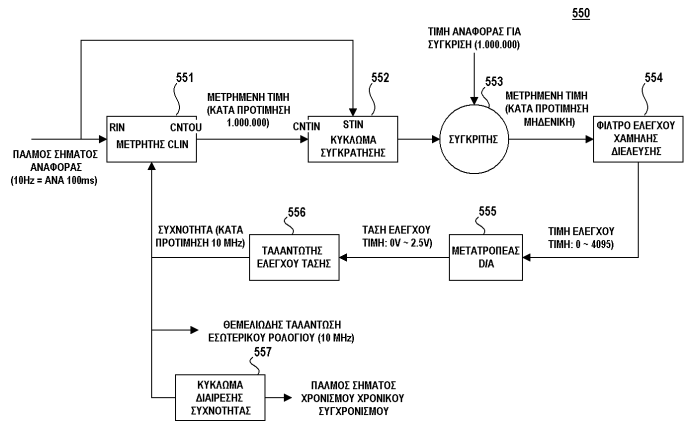 550
ΤΙΜΗ ΑΝΑΦΟΡΑΣ ΓΙΑ
ΣΥΓΚΡΙΣΗ (1.000.000)
551
ΜΕΤΡΗΜΕΝΗ ΤΙΜΗ
(ΚΑΤΑ ΠΡΟΤΙΜΗΣΗ
1.000.000)
552
553
ΜΕΤΡΗΜΕΝΗ ΤΙΜΗ
(ΚΑΤΑ ΠΡΟΤΙΜΗΣΗ
ΜΗΔΕΝΙΚΗ)
554
RIN
CNTOU
ΜΕΤΡΗΤΗΣ CLIN
CNTIN
STIN
ΚΥΚΛΩΜΑ
ΣΥΓΚΡΑΤΗΣΗΣ
ΣΥΓΚΡΙΤΗΣ
ΦΙΛΤΡΟ ΕΛΕΓΧΟΥ
ΧΑΜΗΛΗΣ
ΔΙΕΛΕΥΣΗΣ
ΠΑΛΜΟΣ ΣΗΜΑΤΟΣ
ΑΝΑΦΟΡΑΣ
(10Hz = ΑΝΑ 100ms)
ΣΥΧΝΟΤΗΤΑ (ΚΑΤΑ
ΠΡΟΤΙΜΗΣΗ 10 MHz)
556
ΤΑΛΑΝΤΩΤΗΣ
ΕΛΕΓΧΟΥ ΤΑΣΗΣ
ΤΑΣΗ ΕΛΕΓΧΟΥ
ΤΙΜΗ: 0V ~ 2.5V)
555
ΜΕΤΑΤΡΟΠΕΑΣ
D/A
ΤΙΜΗ ΕΛΕΓΧΟΥ
ΤΙΜΗ: 0 ~ 4095)
ΘΕΜΕΛΙΩΔΗΣ ΤΑΛΑΝΤΩΣΗ
ΕΣΩΤΕΡΙΚΟΥ ΡΟΛΟΓΙΟΥ (10 MHz)
557
ΚΥΚΛΩΜΑ
ΔΙΑΙΡΕΣΗΣ
ΣΥΧΝΟΤΗΤΑΣ
ΠΑΛΜΟΣ ΣΗΜΑΤΟΣ
ΧΡΟΝΙΣΜΟΥ ΧΡΟΝΙΚΟΥ
ΣΥΓΧΡΟΝΙΣΜΟΥ